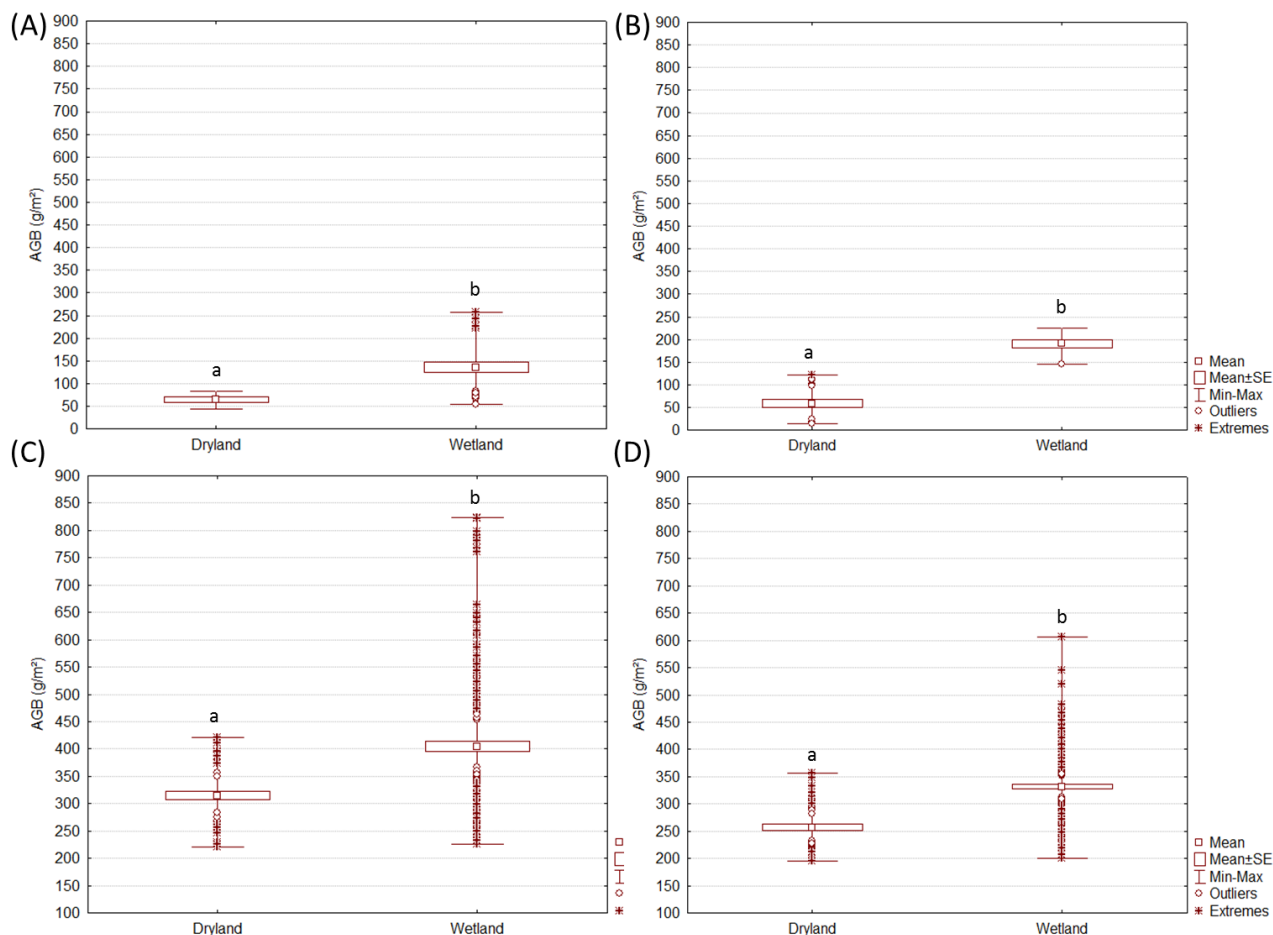 (A)
900
850
800
750
700
650
600
550
500
450
400
350
300
250
200
150
100
50
0
AGB (g/m²)
a
b
Dryland
Wetland
(B)
900
850
800
750
700
650
600
550
500
450
400
350
300
250
200
150
100
50
0
AGB (g/m²)
a
b
Dryland
Wetland
Mean
Mean±SE
Min-Max
Outliers
Extremes
(C)
900
850
800
750
700
650
600
550
500
450
400
350
300
250
200
150
100
AGB (g/m²)
a
b
Dryland
Wetland
(D)
900
850
800
750
700
650
600
550
500
450
400
350
300
250
200
150
100
AGB (g/m²)
a
b
Dryland
Wetland
Mean
Mean±SE
Min-Max
Outliers
Extremes